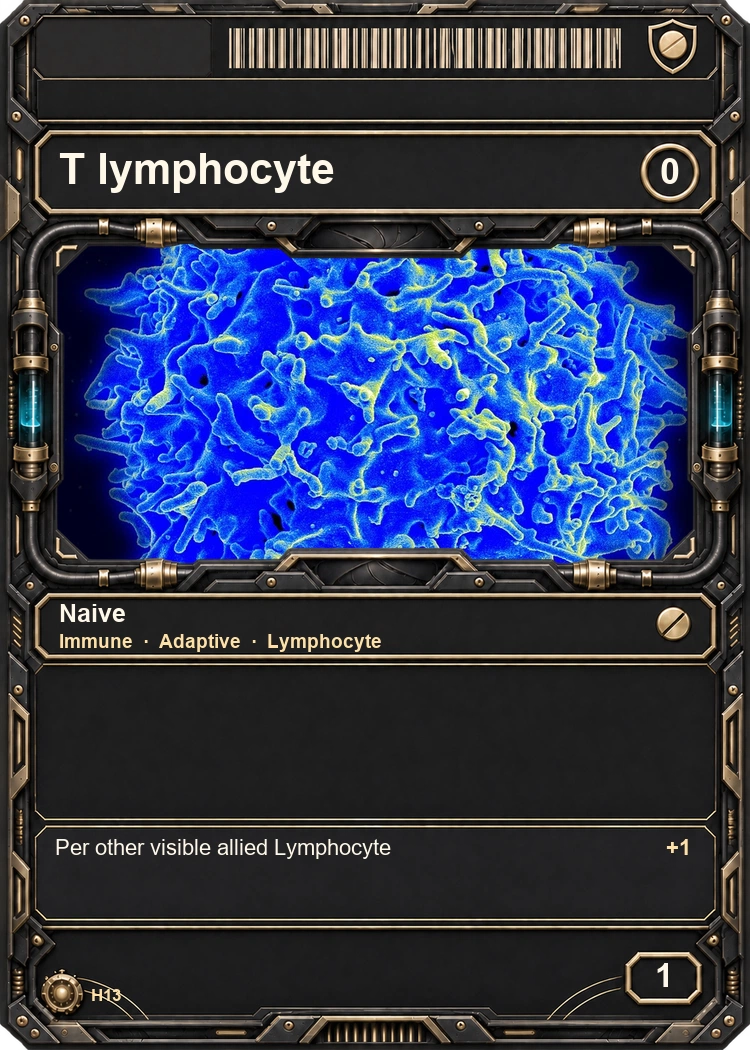 T lymphocyte
0
Naive
Immune · Adaptive · Lymphocyte
Per other visible allied Lymphocyte +1
H13
1